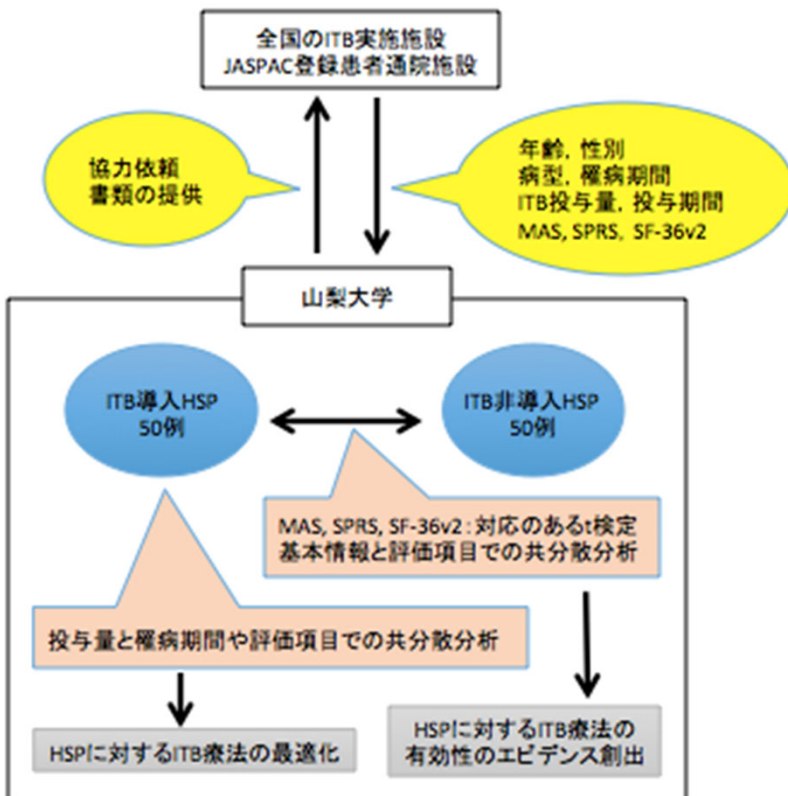 全国のITB実施施設
JASPAC登録患者通院施設
協力依頼
書類の提供
年齢, 性別
病型, 罹病期間
ITB投与量, 投与期間
MAS, SPRS, SF-36v2
山梨大学
ITB導入HSP
50例
ITB非導入HSP
50例
MAS, SPRS, SF-36v2：対応のあるt検定
基本情報と評価項目での共分散分析
投与量と罹病期間や評価項目での共分散分析
HSPに対するITB療法の最適化
HSPに対するITB療法の
有効性のエビデンス創出